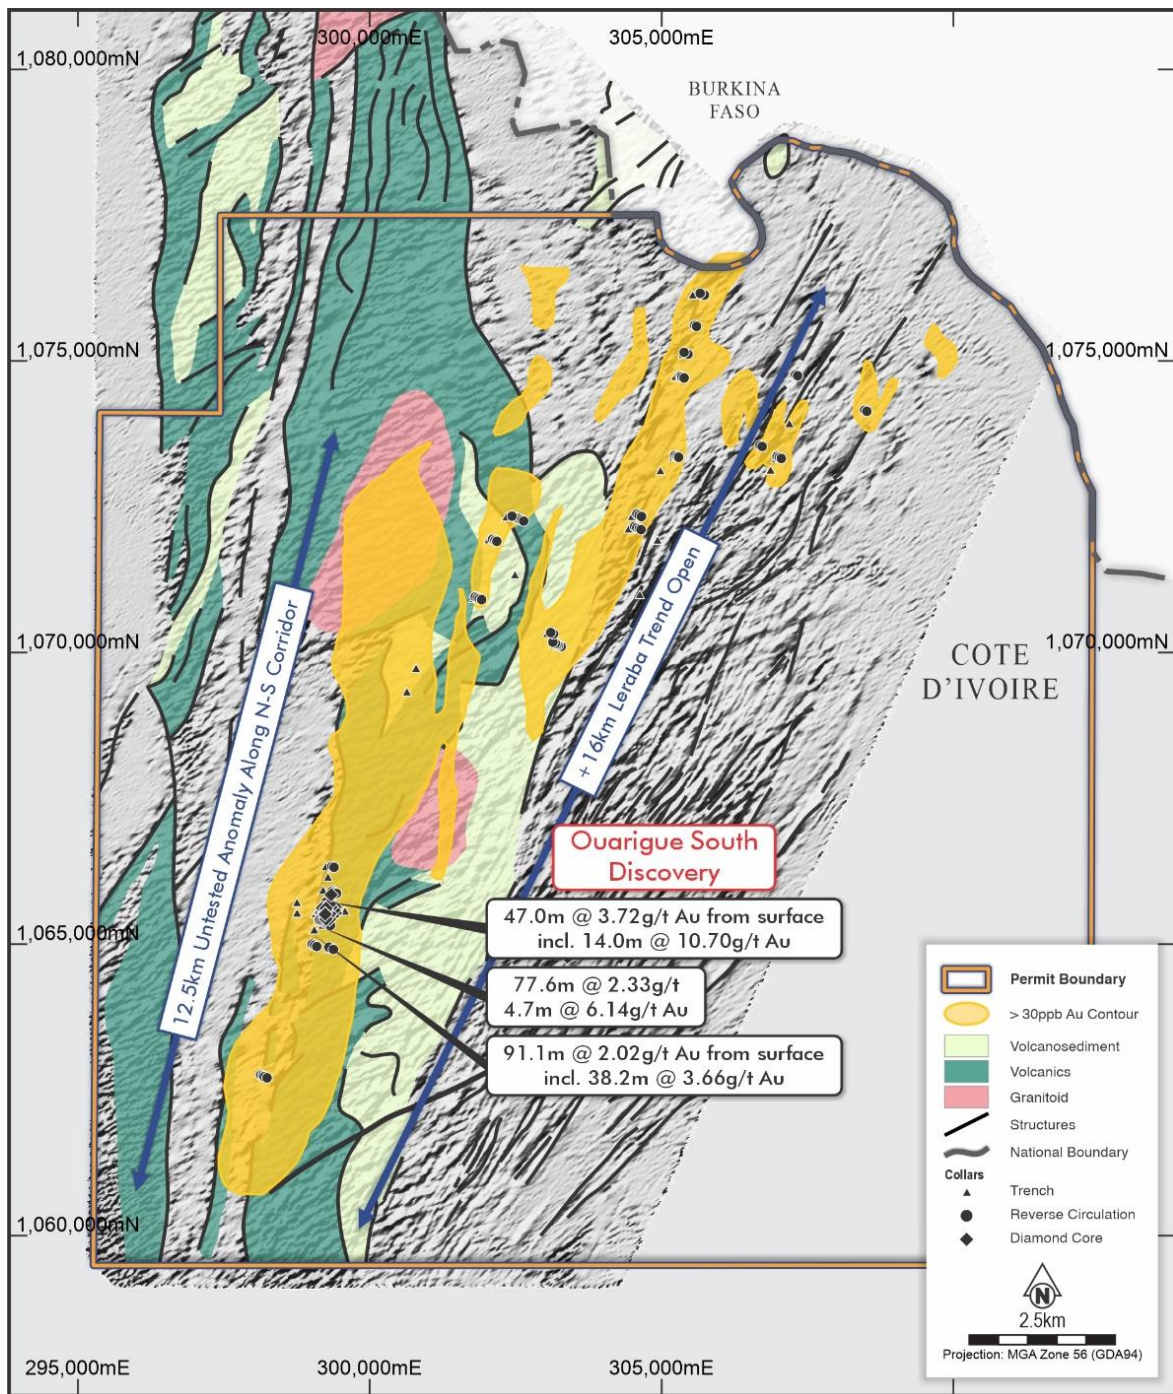 300,000mE
305,000mE
1,080,000mN
BURKINA
FASO
1,075,000mN
1,075,000mN
12.5km Untested Anomaly Along N-S Corridor
+16km Leraba Trend Open
1,070,000mN
1,070,000mN
COTE
D'IVOIRE
Ouarigue South
Discovery
47.0m @ 3.72g/t Au from surface
incl. 14.0m @ 10.70g/t Au
1,065,000mN
77.6m @ 2.33g/t
4.7m @ 6.14g/t Au
91.1m @ 2.02g/t Au from surface
incl. 38.2m @ 3.66g/t Au
1,060,000mN
Permit Boundary
> 30ppb Au Contour
Volcanosediment
Volcanics
Granitoid
Structures
National Boundary
Collars
Trench
Reverse Circulation
Diamond Core
N
2.5km
Projection: MGA Zone 56 (GDA94)
295,000mE
300,000mE
305,000mE